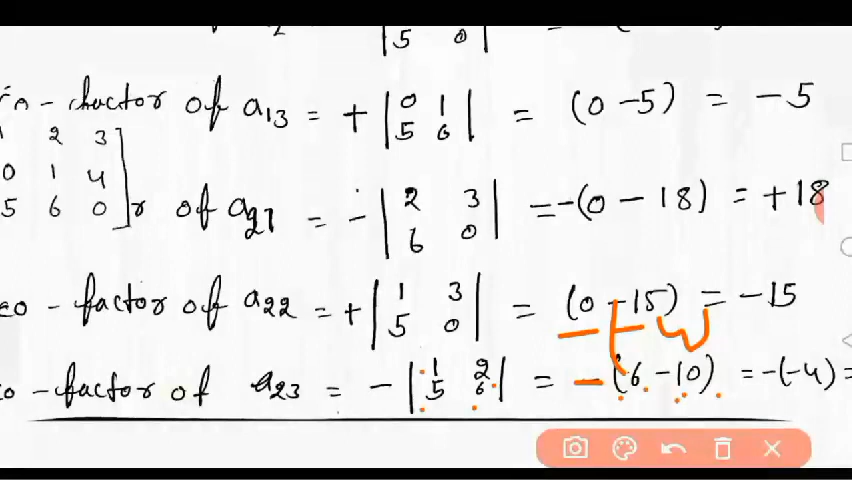 | 5 0 |
co-factor of a13 = + | 0 1 | = (0 - 5) = -5
| 5 6 |
1 2 3
0 1 4
5 6 0
r of a21 = - | 2 3 | = -(0 - 18) = +18
| 6 0 |
co-factor of a22 = + | 1 3 | = (0 - 15) = -15
| 5 0 |
co-factor of a23 = - | 1 2 | = -(6 - 10) = -(-4) =
| 5 6 |